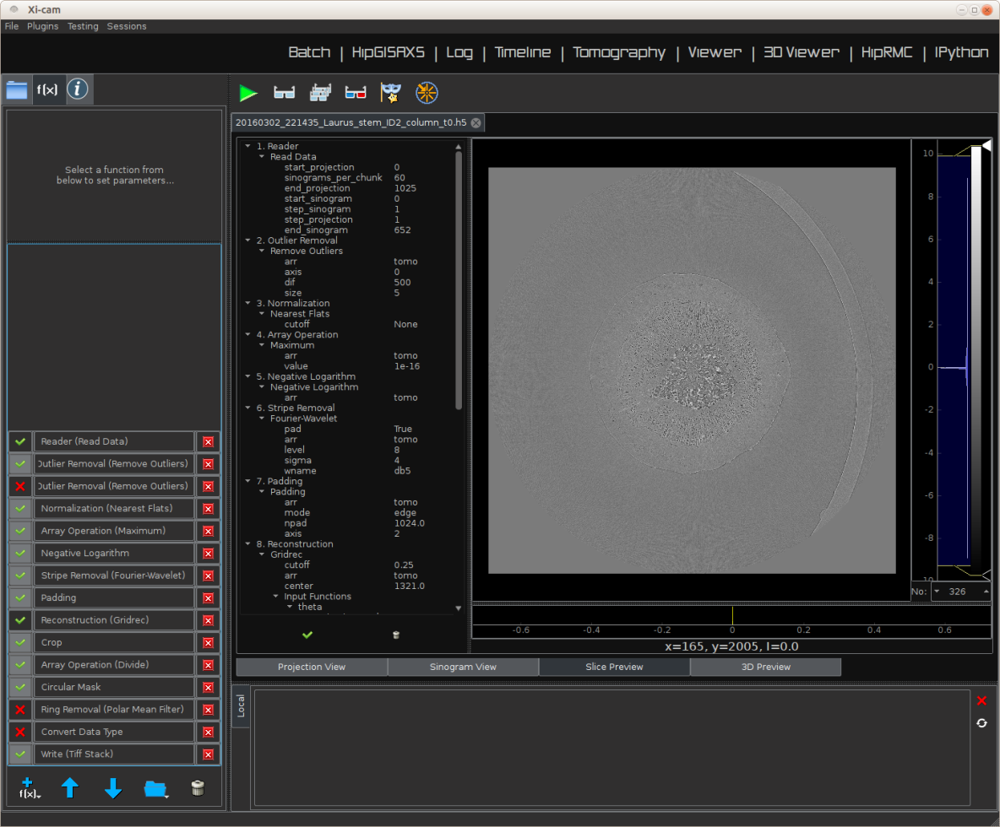 Xi-cam
File Plugins Testing Sessions
Batch | HipGISAXS | Log | Timeline | Tomography | Viewer | 3D Viewer | HipRMC | IPython
f(x) i
Select a function from
below to set parameters...
Reader (Read Data)
Outlier Removal (Remove Outliers)
Outlier Removal (Remove Outliers)
Normalization (Nearest Flats)
Array Operation (Maximum)
Negative Logarithm
Stripe Removal (Fourier-Wavelet)
Padding
Reconstruction (Gridrec)
Crop
Array Operation (Divide)
Circular Mask
Ring Removal (Polar Mean Filter)
Convert Data Type
Write (Tiff Stack)
f(x)
20160302_221435_Laurus_stem_ID2_column_t0.h5
1. Reader
Read Data
start_projection 0
sinograms_per_chunk 60
end_projection 1025
start_sinogram 0
step_sinogram 1
step_projection 1
end_sinogram 652
2. Outlier Removal
Remove Outliers
arr tomo
axis 0
dif 500
size 5
3. Normalization
Nearest Flats
cutoff None
4. Array Operation
Maximum
arr tomo
value 1e-16
5. Negative Logarithm
Negative Logarithm
arr tomo
6. Stripe Removal
Fourier-Wavelet
pad True
arr tomo
level 8
sigma 4
wname db5
7. Padding
Padding
arr tomo
mode edge
npad 1024.0
axis 2
8. Reconstruction
Gridrec
cutoff 0.25
arr tomo
center 1321.0
Input Functions
theta
10
8
6
4
2
0
-2
-4
-6
-8
No: 326
-0.6 -0.4 -0.2 0 0.2 0.4 0.6
x=165, y=2005, I=0.0
Projection View Sinogram View Slice Preview 3D Preview
Local